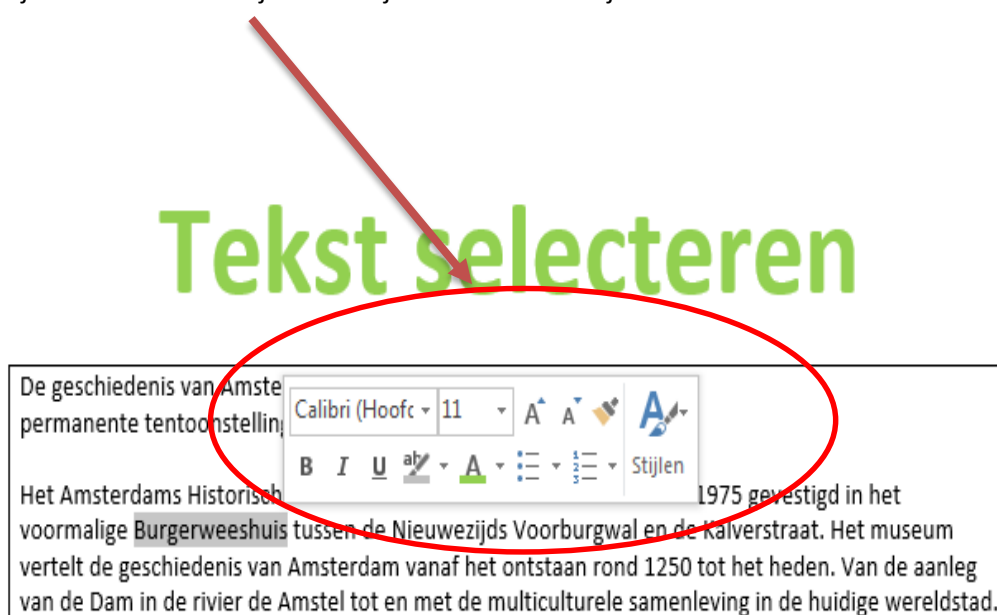 Tekst selecteren
De geschiedenis van Amste
permanente tentoonstelling
Calibri (Hoofd 11 A A A
B I U ab A Stijlen
Het Amsterdams Historisch 1975 gevestigd in het
voormalige Burgerweeshuis tussen de Nieuwezijds Voorburgwal en de Kalverstraat. Het museum
vertelt de geschiedenis van Amsterdam vanaf het ontstaan rond 1250 tot het heden. Van de aanleg
van de Dam in de rivier de Amstel tot en met de multiculturele samenleving in de huidige wereldstad